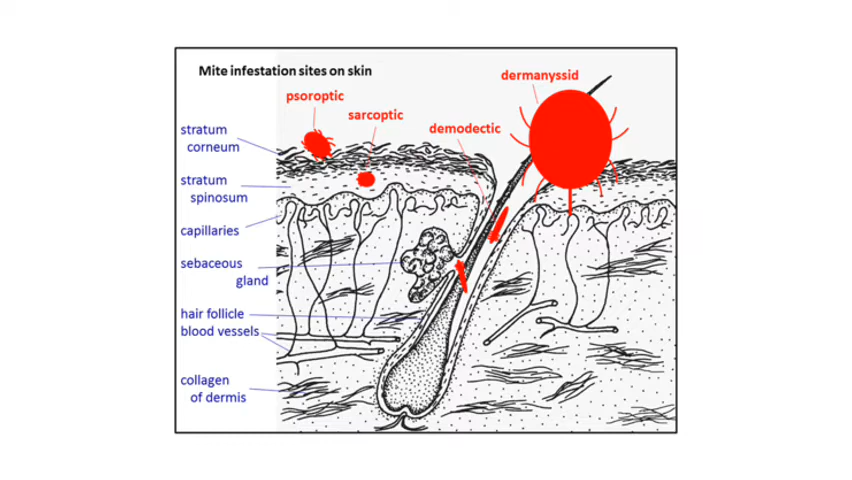 Mite infestation sites on skin
dermanyssid
psoroptic
sarcoptic
demodectic
stratum
corneum
stratum
spinosum
capillaries
sebaceous
gland
hair follicle
blood vessels
collagen
of dermis